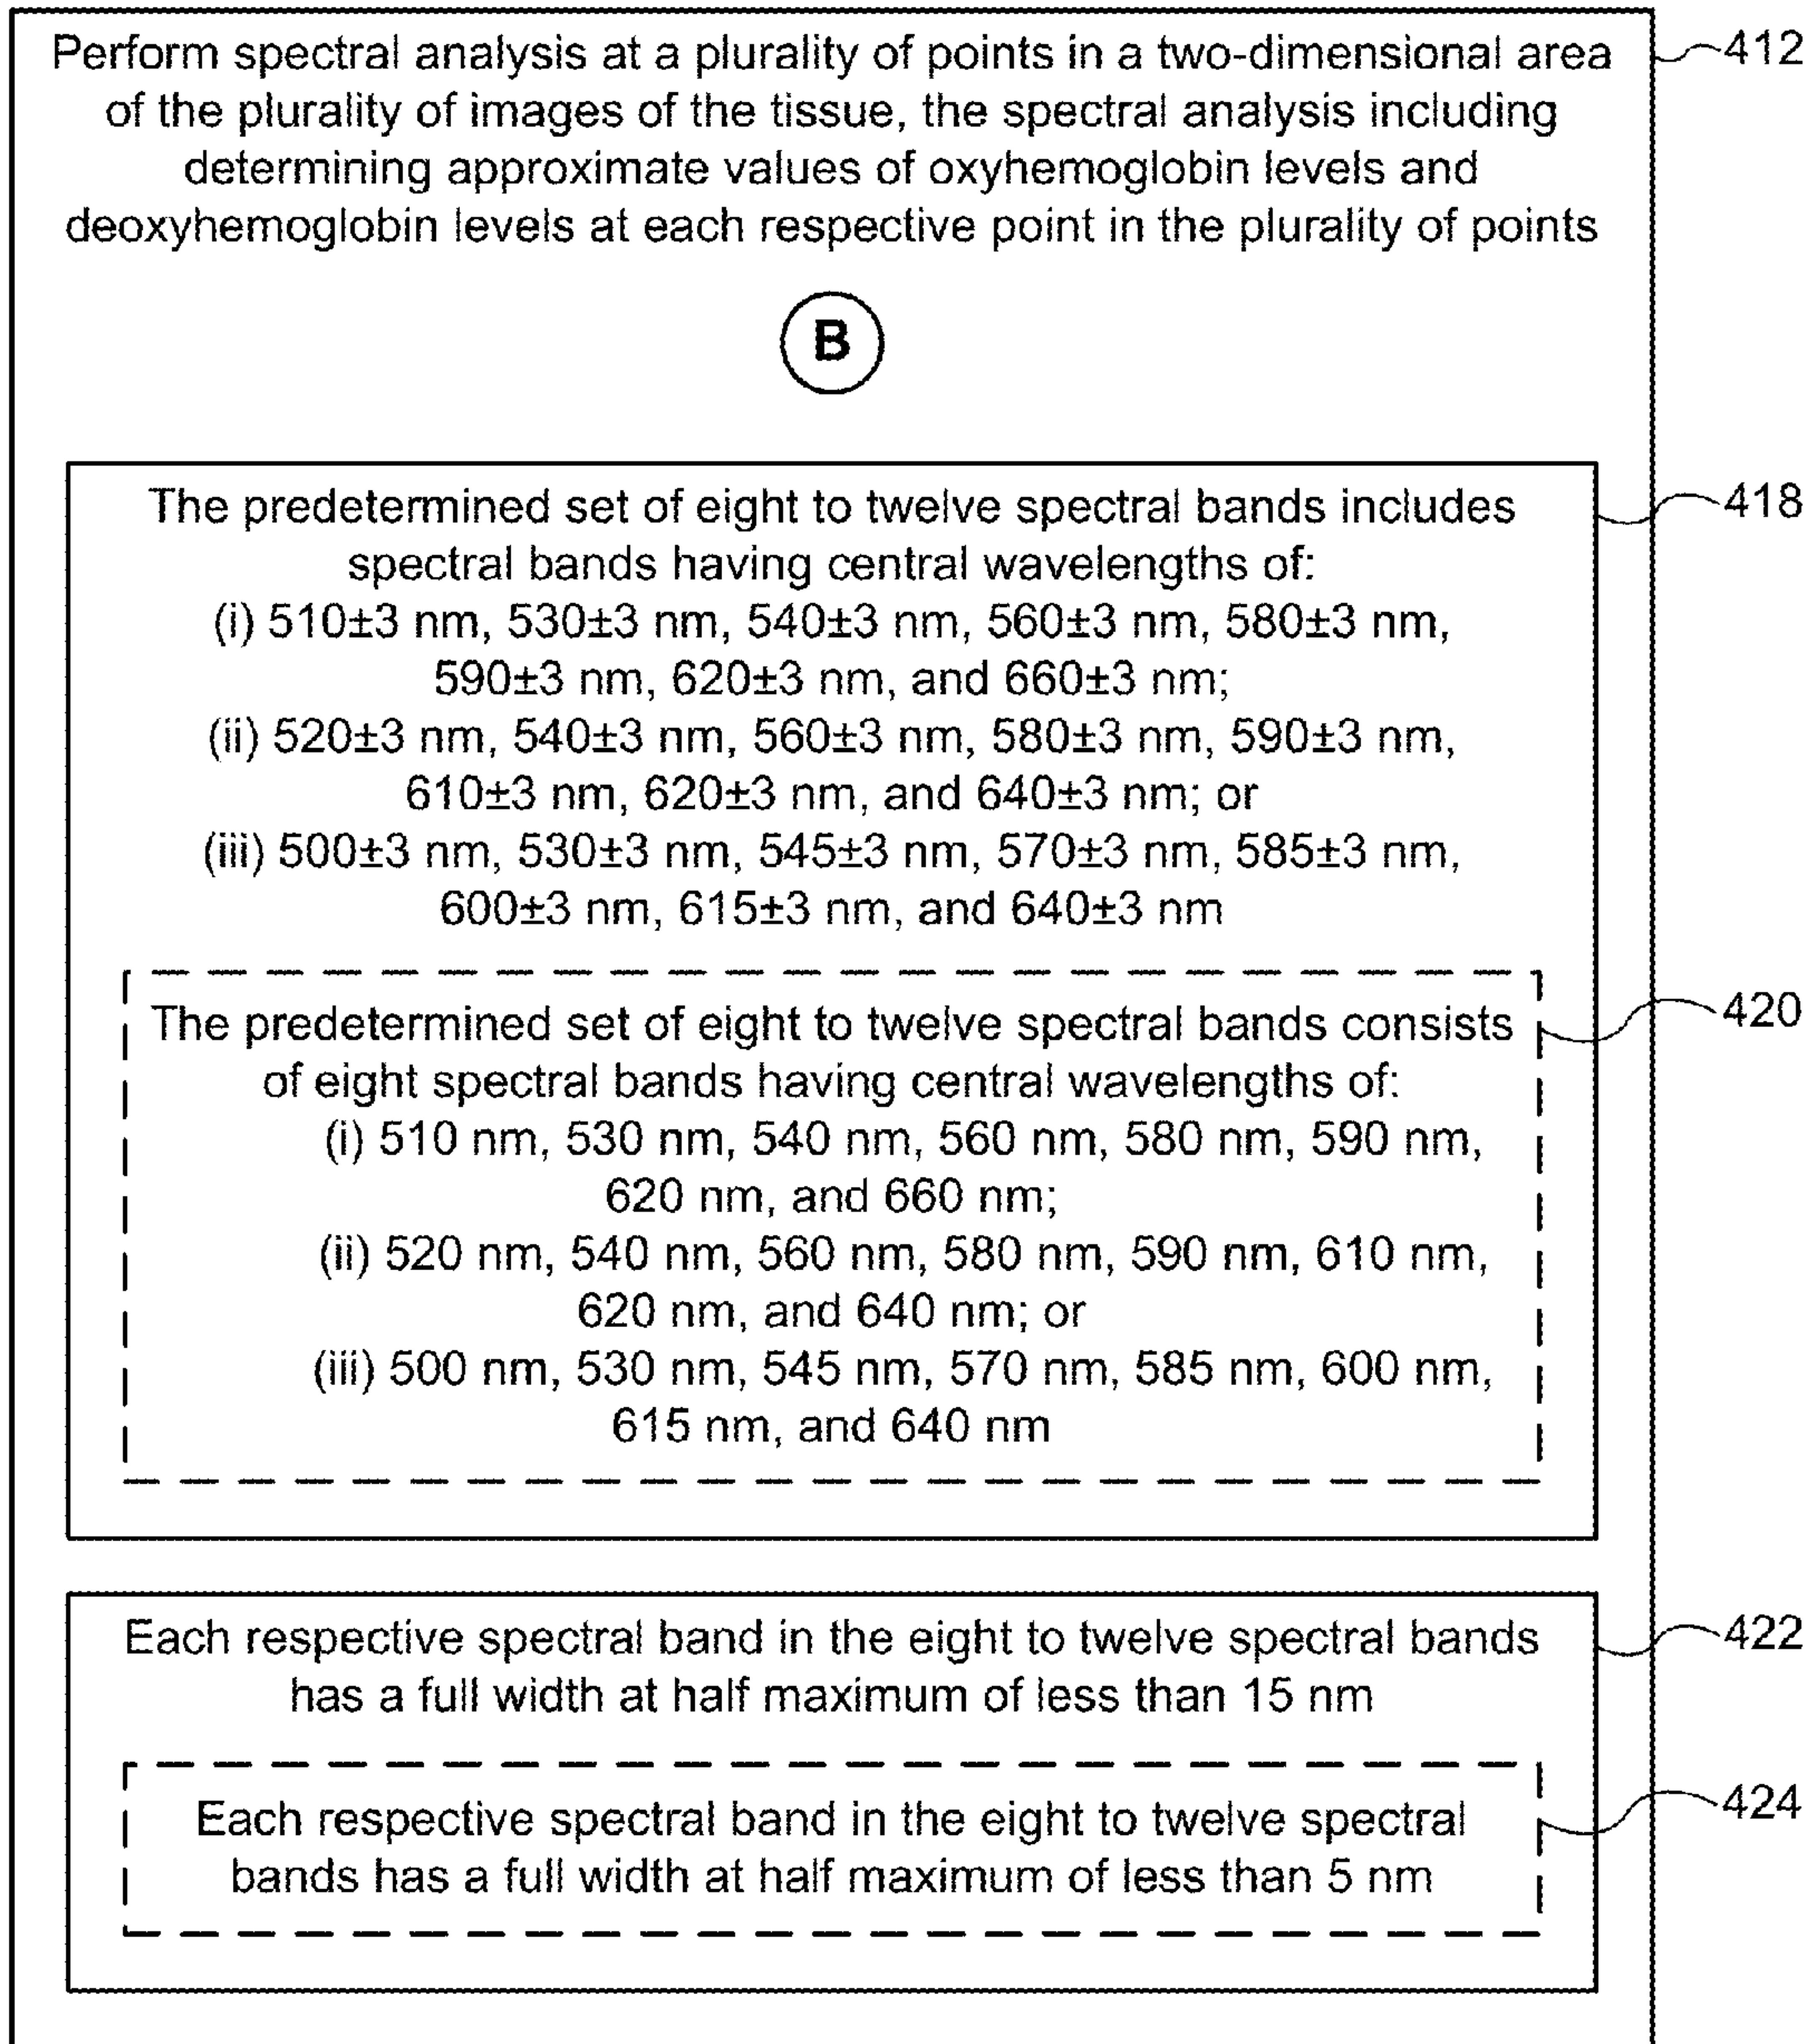 Perform spectral analysis at a plurality of points in a two-dimensional area
of the plurality of images of the tissue, the spectral analysis including
determining approximate values of oxyhemoglobin levels and
deoxyhemoglobin levels at each respective point in the plurality of points
412
B
The predetermined set of eight to twelve spectral bands includes
spectral bands having central wavelengths of:
(i) 510±3 nm, 530±3 nm, 540±3 nm, 560±3 nm, 580±3 nm,
590±3 nm, 620±3 nm, and 660±3 nm;
(ii) 520±3 nm, 540±3 nm, 560±3 nm, 580±3 nm, 590±3 nm,
610±3 nm, 620±3 nm, and 640±3 nm; or
(iii) 500±3 nm, 530±3 nm, 545±3 nm, 570±3 nm, 585±3 nm,
600±3 nm, 615±3 nm, and 640±3 nm
418
The predetermined set of eight to twelve spectral bands consists
of eight spectral bands having central wavelengths of:
(i) 510 nm, 530 nm, 540 nm, 560 nm, 580 nm, 590 nm,
620 nm, and 660 nm;
(ii) 520 nm, 540 nm, 560 nm, 580 nm, 590 nm, 610 nm,
620 nm, and 640 nm; or
(iii) 500 nm, 530 nm, 545 nm, 570 nm, 585 nm, 600 nm,
615 nm, and 640 nm
420
Each respective spectral band in the eight to twelve spectral bands
has a full width at half maximum of less than 15 nm
422
Each respective spectral band in the eight to twelve spectral
bands has a full width at half maximum of less than 5 nm
424